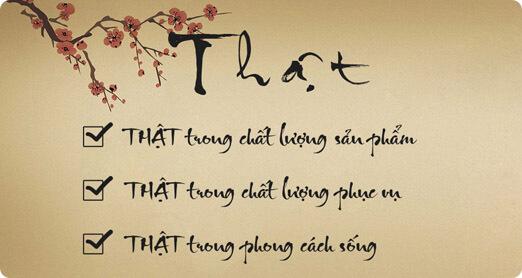 Thật
THẬT trong chất lượng sản phẩm
THẬT trong chất lượng phục vụ
THẬT trong phong cách sống